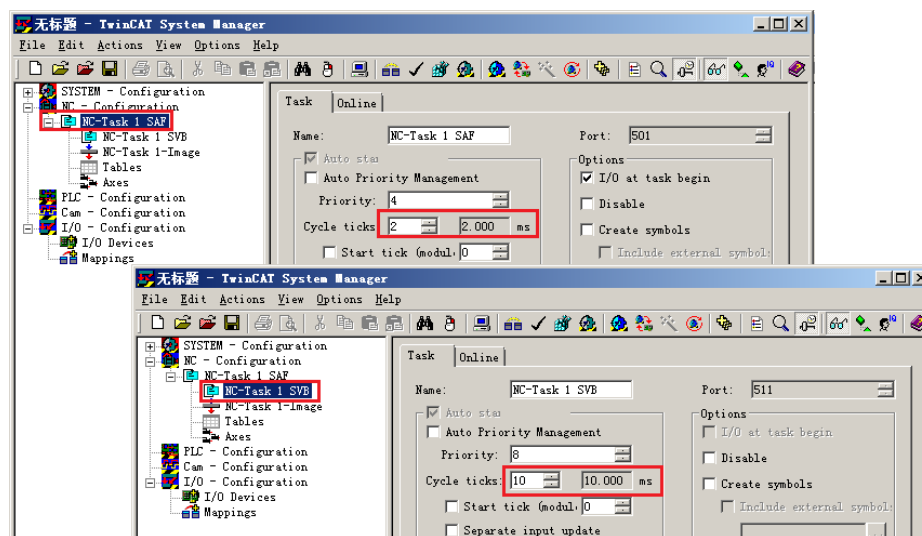 无标题 - TwinCAT System Manager
File Edit Actions View Options Help
SYSTEM - Configuration
NC - Configuration
NC-Task 1 SAF
NC-Task 1 SVB
NC-Task 1-Image
Tables
Axes
PLC - Configuration
Cam - Configuration
I/O - Configuration
I/O Devices
Mappings
Task Online
Name: NC-Task 1 SAF Port: 501
Auto star Options
Auto Priority Management I/O at task begin
Priority: 4 Disable
Cycle ticks 2 2.000 ms Create symbols
Start tick (modul 0 Include external symbol:
无标题 - TwinCAT System Manager
File Edit Actions View Options Help
SYSTEM - Configuration
NC - Configuration
NC-Task 1 SAF
NC-Task 1 SVB
NC-Task 1-Image
Tables
Axes
PLC - Configuration
Cam - Configuration
I/O - Configuration
I/O Devices
Mappings
Task Online
Name: NC-Task 1 SVB Port: 511
Auto star Options
Auto Priority Management I/O at task begin
Priority: 8 Disable
Cycle ticks: 10 10.000 ms Create symbols
Start tick (modul 0 Include external symbol:
Separate input update